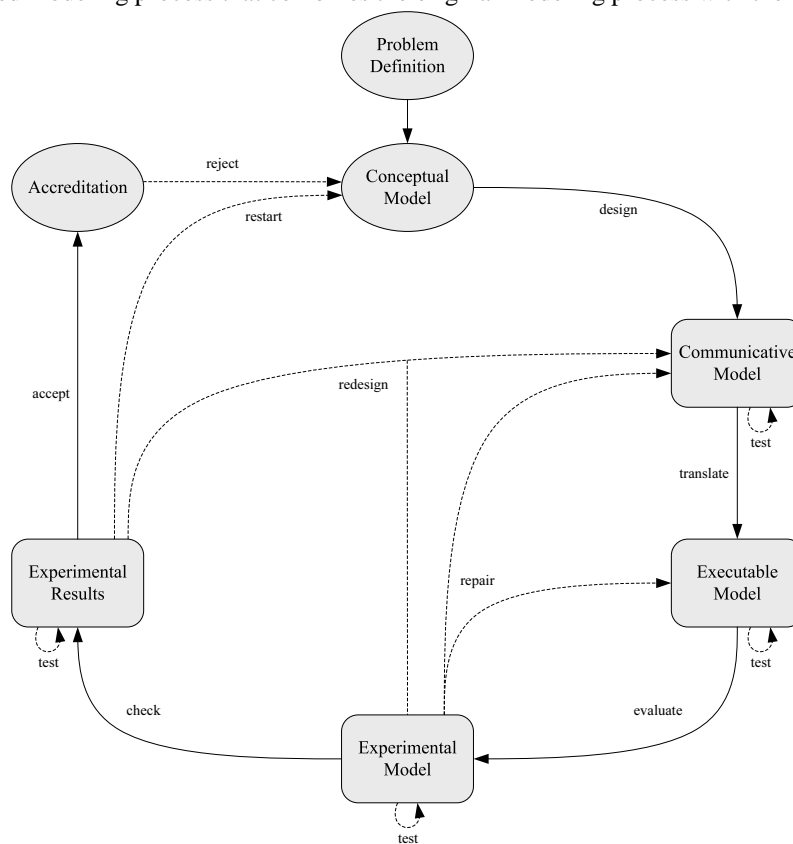 Problem
Definition
Accreditation
reject
Conceptual
Model
restart
design
Communicative
Model
redesign
accept
test
translate
Experimental
Results
repair
Executable
Model
test
test
check
evaluate
Experimental
Model
test